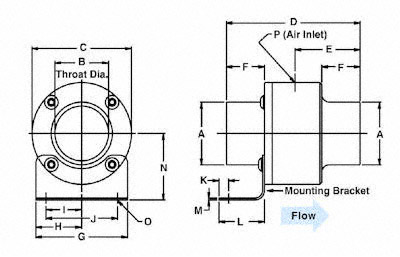 D
P (Air Inlet)
E
C
B
Throat Dia.
F
F
A
A
N
K
Mounting Bracket
M
I
J
O
L
Flow
H
G